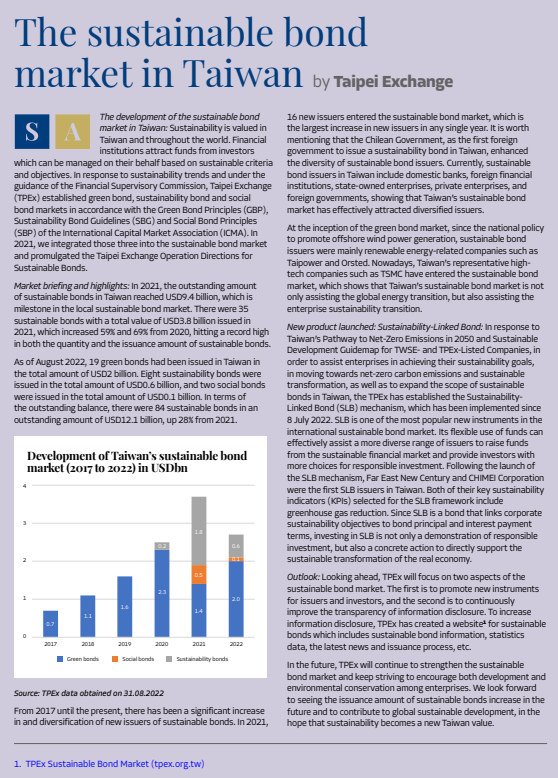 The sustainable bond
market in Taiwan by Taipei Exchange
S A
The development of the sustainable bond
market in Taiwan: Sustainability is valued in
Taiwan and throughout the world. Financial
institutions attract funds from investors
which can be managed on their behalf based on sustainable criteria
and objectives. In response to sustainability trends and under the
guidance of the Financial Supervisory Commission, Taipei Exchange
(TPEx) established green bond, sustainability bond and social
bond markets in accordance with the Green Bond Principles (GBP),
Sustainability Bond Guidelines (SBG) and Social Bond Principles
(SBP) of the International Capital Market Association (ICMA). In
2021, we integrated those three into the sustainable bond market
and promulgated the Taipei Exchange Operation Directions for
Sustainable Bonds.
Market briefing and highlights: In 2021, the outstanding amount
of sustainable bonds in Taiwan reached USD9.4 billion, which is
milestone in the local sustainable bond market. There were 35
sustainable bonds with a total value of USD3.8 billion issued in
2021, which increased 59% and 69% from 2020, hitting a record high
in both the quantity and the issuance amount of sustainable bonds.
As of August 2022, 19 green bonds had been issued in Taiwan in
the total amount of USD2 billion. Eight sustainability bonds were
issued in the total amount of USD0.6 billion, and two social bonds
were issued in the total amount of USD0.1 billion. In terms of
the outstanding balance, there were 84 sustainable bonds in an
outstanding amount of USD12.1 billion, up 28% from 2021.
Development of Taiwan's sustainable bond
market (2017 to 2022) in USDbn
4
3
2
1
0
0.7
1.1
1.6
2.3
0.2
1.4
0.5
1.8
2.0
0.1
0.6
2017 2018 2019 2020 2021 2022
Green bonds Social bonds Sustainability bonds
Source: TPEx data obtained on 31.08.2022
From 2017 until the present, there has been a significant increase
in and diversification of new issuers of sustainable bonds. In 2021,
16 new issuers entered the sustainable bond market, which is
the largest increase in new issuers in any single year. It is worth
mentioning that the Chilean Government, as the first foreign
government to issue a sustainability bond in Taiwan, enhanced
the diversity of sustainable bond issuers. Currently, sustainable
bond issuers in Taiwan include domestic banks, foreign financial
institutions, state-owned enterprises, private enterprises, and
foreign governments, showing that Taiwan's sustainable bond
market has effectively attracted diversified issuers.
At the inception of the green bond market, since the national policy
to promote offshore wind power generation, sustainable bond
issuers were mainly renewable energy-related companies such as
Taipower and Orsted. Nowadays, Taiwan's representative high-
tech companies such as TSMC have entered the sustainable bond
market, which shows that Taiwan's sustainable bond market is not
only assisting the global energy transition, but also assisting the
enterprise sustainability transition.
New product launched: Sustainability-Linked Bond: In response to
Taiwan's Pathway to Net-Zero Emissions in 2050 and Sustainable
Development Guidemap for TWSE- and TPEx-Listed Companies, in
order to assist enterprises in achieving their sustainability goals,
in moving towards net-zero carbon emissions and sustainable
transformation, as well as to expand the scope of sustainable
bonds in Taiwan, the TPEx has established the Sustainability-
Linked Bond (SLB) mechanism, which has been implemented since
8 July 2022. SLB is one of the most popular new instruments in the
international sustainable bond market. Its flexible use of funds can
effectively assist a more diverse range of issuers to raise funds
from the sustainable financial market and provide investors with
more choices for responsible investment. Following the launch of
the SLB mechanism, Far East New Century and CHIMEI Corporation
were the first SLB issuers in Taiwan. Both of their key sustainability
indicators (KPIs) selected for the SLB framework include
greenhouse gas reduction. Since SLB is a bond that links corporate
sustainability objectives to bond principal and interest payment
terms, investing in SLB is not only a demonstration of responsible
investment, but also a concrete action to directly support the
sustainable transformation of the real economy.
Outlook: Looking ahead, TPEx will focus on two aspects of the
sustainable bond market. The first is to promote new instruments
for issuers and investors, and the second is to continuously
improve the transparency of information disclosure. To increase
information disclosure, TPEx has created a website¹ for sustainable
bonds which includes sustainable bond information, statistics
data, the latest news and issuance process, etc.
In the future, TPEx will continue to strengthen the sustainable
bond market and keep striving to encourage both development and
environmental conservation among enterprises. We look forward
to seeing the issuance amount of sustainable bonds increase in the
future and to contribute to global sustainable development, in the
hope that sustainability becomes a new Taiwan value.
1. TPEx Sustainable Bond Market (tpex.org.tw)